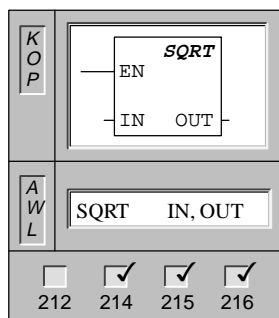 K
O
P
SQRT
EN
IN OUT
A
W
L
SQRT IN, OUT
212 214 215 216